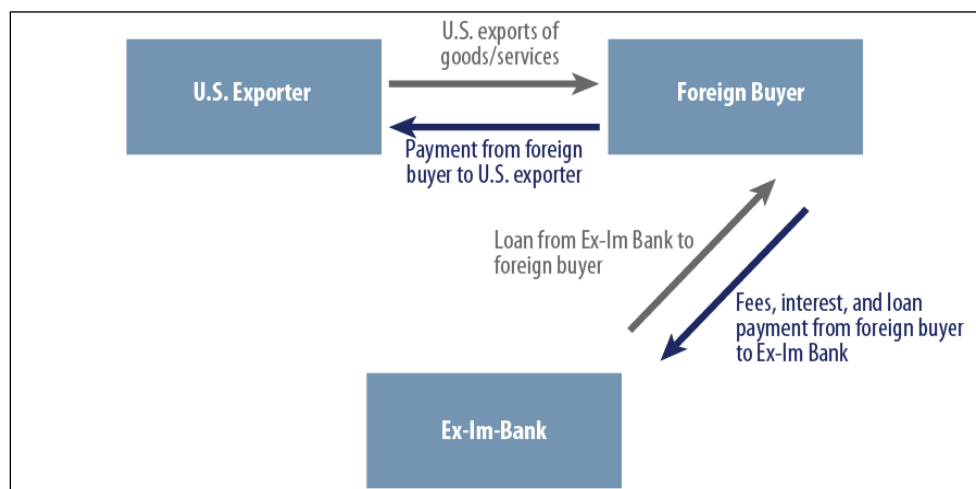 U.S. exports of
goods/services
U.S. Exporter
Foreign Buyer
Payment from foreign
buyer to U.S. exporter
Loan from Ex-Im Bank to
foreign buyer
Fees, interest, and loan
payment from foreign buyer
to Ex-Im Bank
Ex-Im-Bank